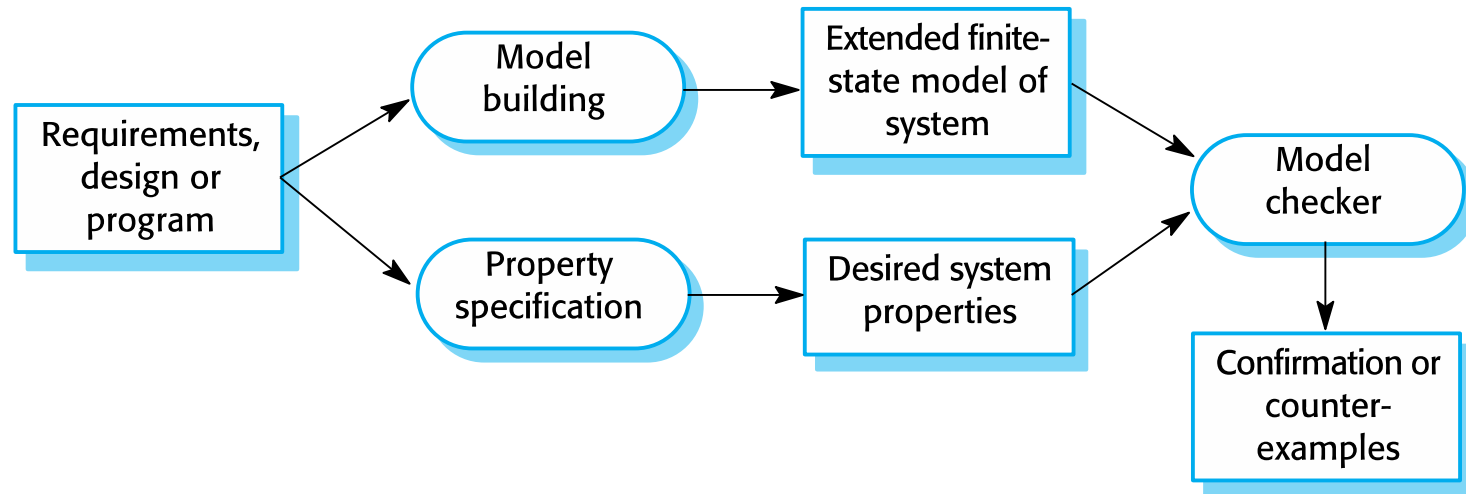 Requirements,
design or
program
Model
building
Extended finite-
state model of
system
Property
specification
Desired system
properties
Model
checker
Confirmation or
counter-
examples